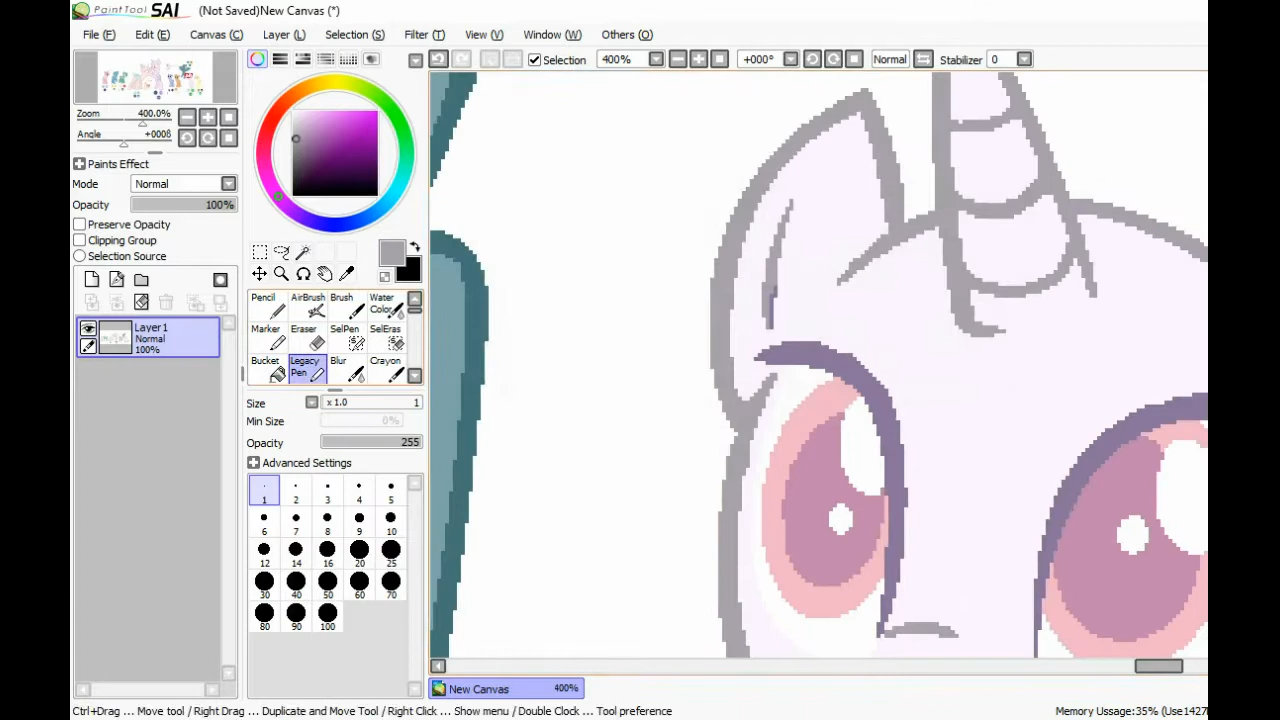 PaintTool SAI (Not Saved)New Canvas (*)
File (F) Edit (E) Canvas (C) Layer (L) Selection (S) Filter (T) View (V) Window (W) Others (O)
Selection 400% +000° Normal Stabilizer 0
Zoom 400.0%
Angle +000ß
Paints Effect
Mode Normal
Opacity 100%
Preserve Opacity
Clipping Group
Selection Source
Layer1
Normal
100%
Pencil AirBrush Brush Water Color
Marker Eraser SelPen SelEras
Bucket Legacy Pen Blur Crayon
Size x 1.0 1
Min Size 0%
Opacity 255
Advanced Settings
1 2 3 4 5
6 7 8 9 10
12 14 16 20 25
30 40 50 60 70
80 90 100
New Canvas 400%
Ctrl+Drag ... Move tool / Right Drag ... Duplicate and Move Tool / Right Click ... Show menu / Double Clock ... Tool preference Memory Usage:35% (Use1427